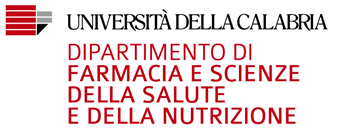 UNIVERSITÀ DELLA CALABRIA
DIPARTIMENTO DI
FARMACIA E SCIENZE
DELLA SALUTE
E DELLA NUTRIZIONE